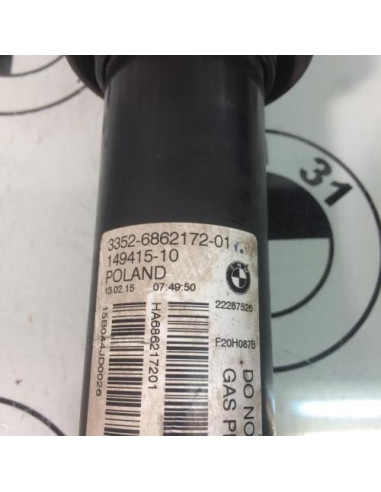 31
3352-6862172-01
149415-10
POLAND
13.02.15 07:49:50
22287526
F20H087B
HA686217201
15B044JD0026
DO NO
GAS P